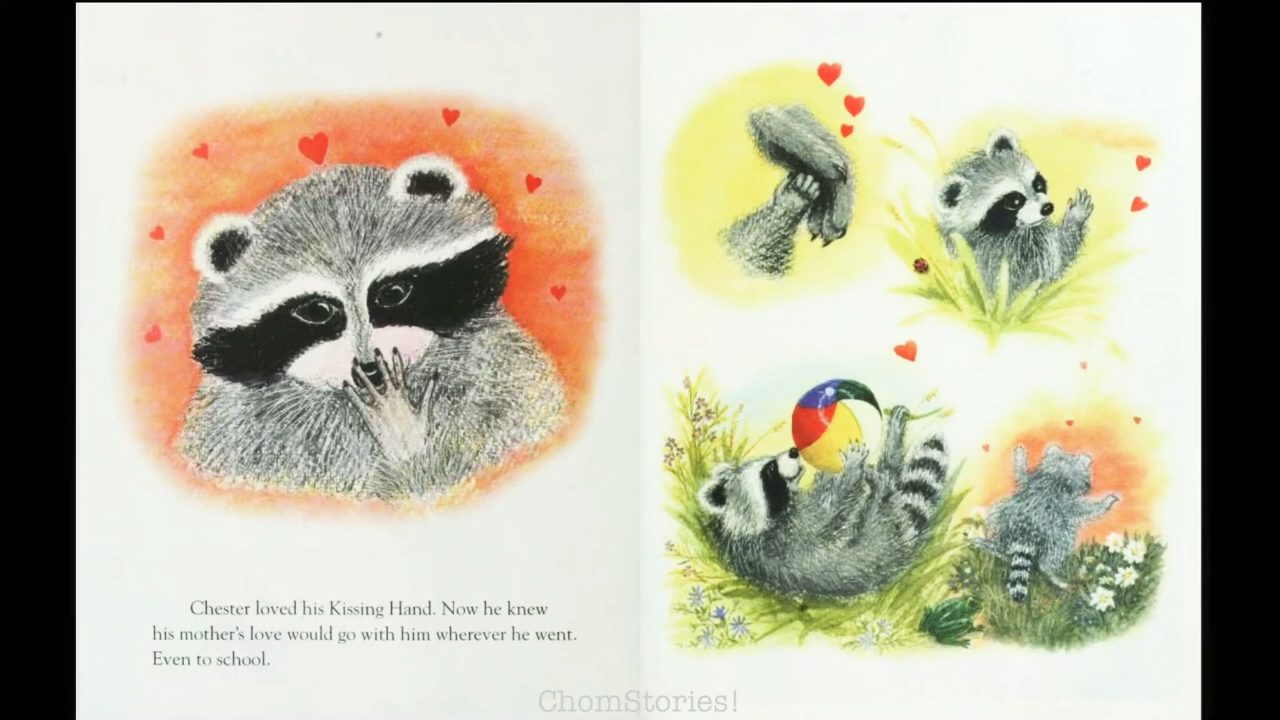 Chester loved his Kissing Hand. Now he knew
his mother's love would go with him wherever he went.
Even to school.
ChomStories!